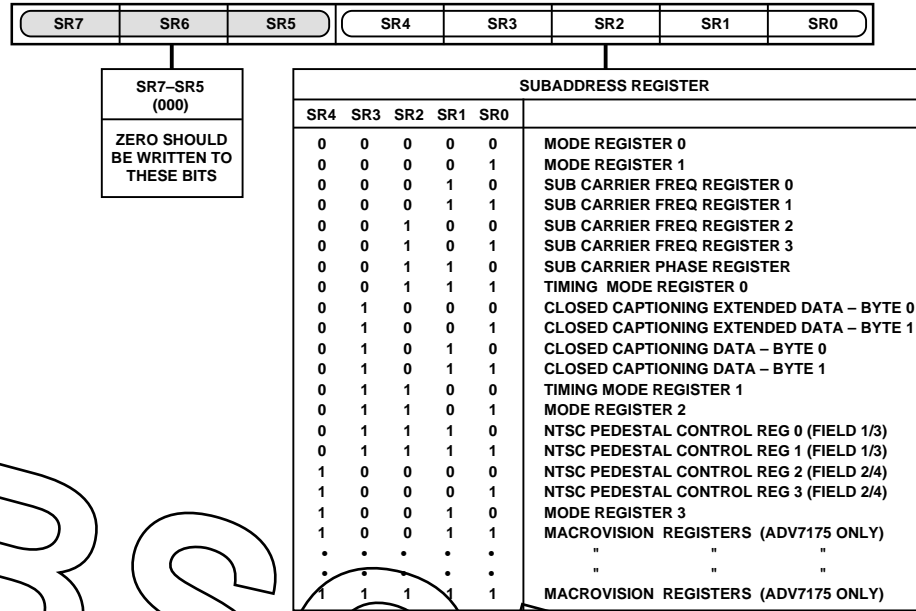 SR7 SR6 SR5 SR4 SR3 SR2 SR1 SR0
SR7–SR5
(000)
ZERO SHOULD
BE WRITTEN TO
THESE BITS
SUBADDRESS REGISTER
SR4 SR3 SR2 SR1 SR0
0 0 0 0 0 MODE REGISTER 0
0 0 0 0 1 MODE REGISTER 1
0 0 0 1 0 SUB CARRIER FREQ REGISTER 0
0 0 0 1 1 SUB CARRIER FREQ REGISTER 1
0 0 1 0 0 SUB CARRIER FREQ REGISTER 2
0 0 1 0 1 SUB CARRIER FREQ REGISTER 3
0 0 1 1 0 SUB CARRIER PHASE REGISTER
0 0 1 1 1 TIMING MODE REGISTER 0
0 1 0 0 0 CLOSED CAPTIONING EXTENDED DATA – BYTE 0
0 1 0 0 1 CLOSED CAPTIONING EXTENDED DATA – BYTE 1
0 1 0 1 0 CLOSED CAPTIONING DATA – BYTE 0
0 1 0 1 1 CLOSED CAPTIONING DATA – BYTE 1
0 1 1 0 0 TIMING MODE REGISTER 1
0 1 1 0 1 MODE REGISTER 2
0 1 1 1 0 NTSC PEDESTAL CONTROL REG 0 (FIELD 1/3)
0 1 1 1 1 NTSC PEDESTAL CONTROL REG 1 (FIELD 1/3)
1 0 0 0 0 NTSC PEDESTAL CONTROL REG 2 (FIELD 2/4)
1 0 0 0 1 NTSC PEDESTAL CONTROL REG 3 (FIELD 2/4)
1 0 0 1 0 MODE REGISTER 3
1 0 0 1 1 MACROVISION REGISTERS (ADV7175 ONLY)
• • • • • " " "
• • • • • " " "
1 1 1 1 1 MACROVISION REGISTERS (ADV7175 ONLY)